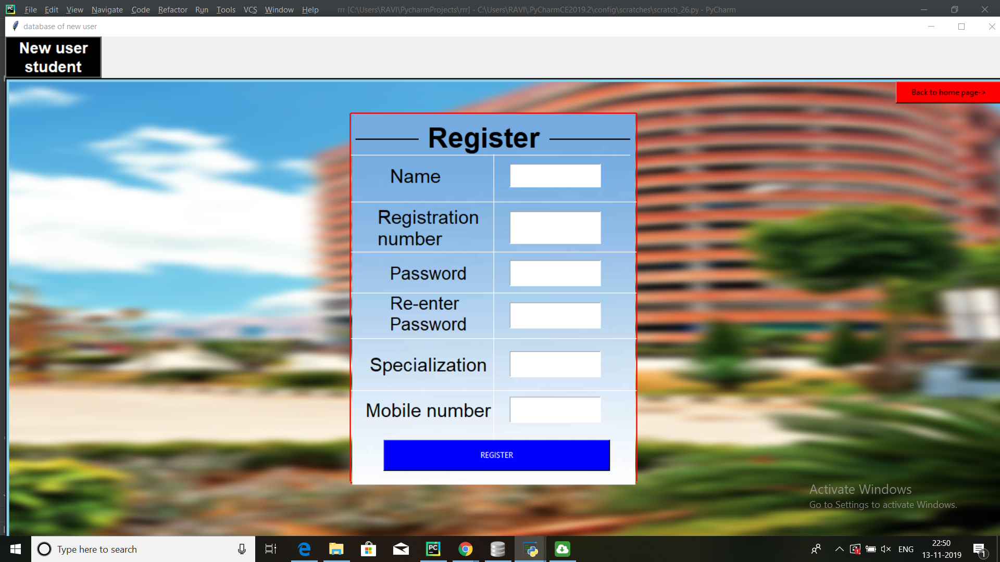 PC File Edit View Navigate Code Refactor Run Tools VCS Window Help rrr [C:\Users\RAVI\PycharmProjects\rrr] - C:\Users\RAVI\.PyCharmCE2019.2\config\scratches\scratch_26.py - PyCharm
database of new user
New user
student
Back to home page->
Register
Name
Registration
number
Password
Re-enter
Password
Specialization
Mobile number
REGISTER
Activate Windows
Go to Settings to activate Windows.
Type here to search
PC
ENG
22:50
13-11-2019
1